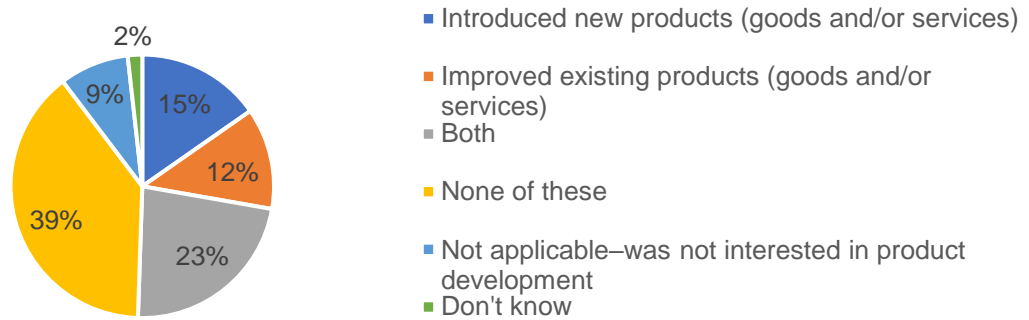 2%
9%
15%
12%
39%
23%
Introduced new products (goods and/or services)
Improved existing products (goods and/or
services)
Both
None of these
Not applicable–was not interested in product
development
Don't know